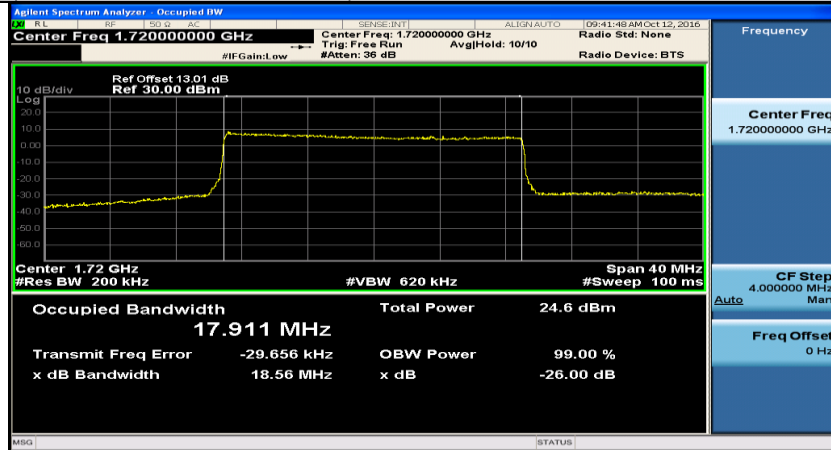 Agilent Spectrum Analyzer - Occupied BW
LXI RL RF 50 Ω AC SENSE:INT ALIGN AUTO 09:41:48 AM Oct 12, 2016
Center Freq 1.720000000 GHz Center Freq: 1.720000000 GHz Radio Std: None
Trig: Free Run Avg|Hold: 10/10
#IFGain:Low #Atten: 36 dB Radio Device: BTS
Ref Offset 13.01 dB
10 dB/div Ref 30.00 dBm
Log
20.0
10.0
0.00
-10.0
-20.0
-30.0
-40.0
-50.0
-60.0
Center 1.72 GHz Span 40 MHz
#Res BW 200 kHz #VBW 620 kHz #Sweep 100 ms
Occupied Bandwidth Total Power 24.6 dBm
17.911 MHz
Transmit Freq Error -29.656 kHz OBW Power 99.00 %
x dB Bandwidth 18.56 MHz x dB -26.00 dB
MSG STATUS
Frequency
Center Freq
1.720000000 GHz
CF Step
4.000000 MHz
Auto Man
Freq Offset
0 Hz